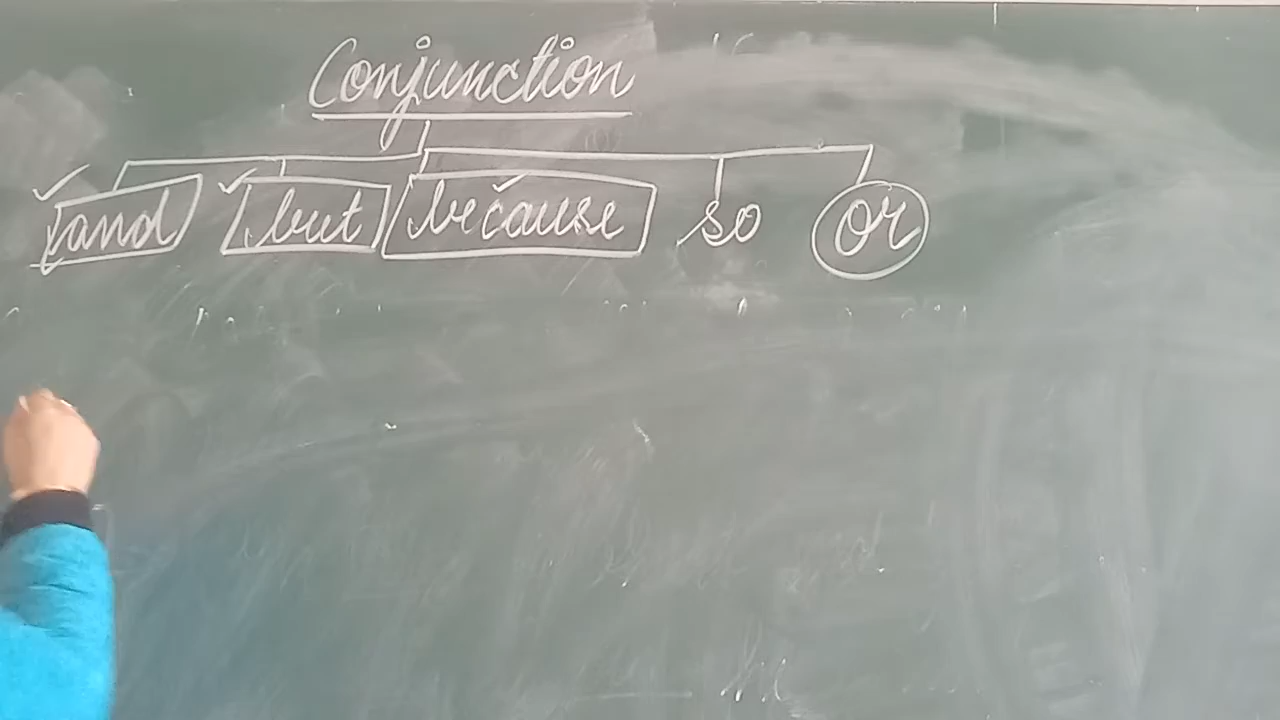 Conjunction
and but because so or